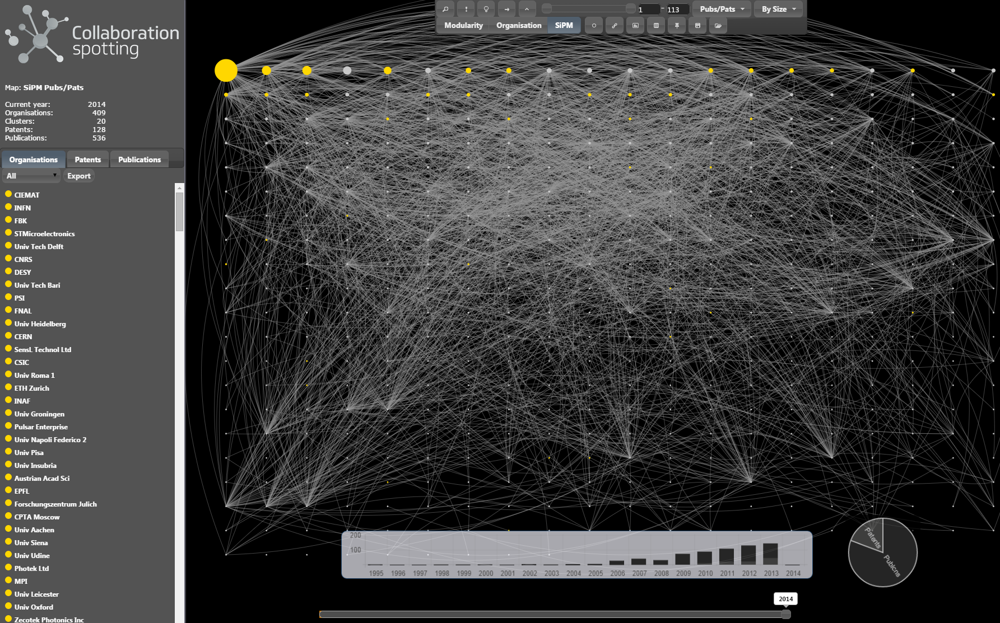 Collaboration
spotting
Map: SiPM Pubs/Pats
Current year: 2014
Organisations: 409
Clusters: 20
Patents: 128
Publications: 536
Organisations Patents Publications
All Export
CIEMAT
INFN
FBK
STMicroelectronics
Univ Tech Delft
CNRS
DESY
Univ Tech Bari
PSI
FNAL
Univ Heidelberg
CERN
SensL Technol Ltd
CSIC
Univ Roma 1
ETH Zurich
INAF
Univ Groningen
Pulsar Enterprise
Univ Napoli Federico 2
Univ Pisa
Univ Insubria
Austrian Acad Sci
EPFL
Forschungszentrum Julich
CPTA Moscow
Univ Aachen
Univ Siena
Univ Udine
Photek Ltd
MPI
Univ Leicester
Univ Oxford
Zecotek Photonics Inc
1 - 113 Pubs/Pats By Size
Modularity Organisation SiPM
200
100
1995 1996 1997 1998 1999 2000 2001 2002 2003 2004 2005 2006 2007 2008 2009 2010 2011 2012 2013 2014
Patents
Publcns
2014